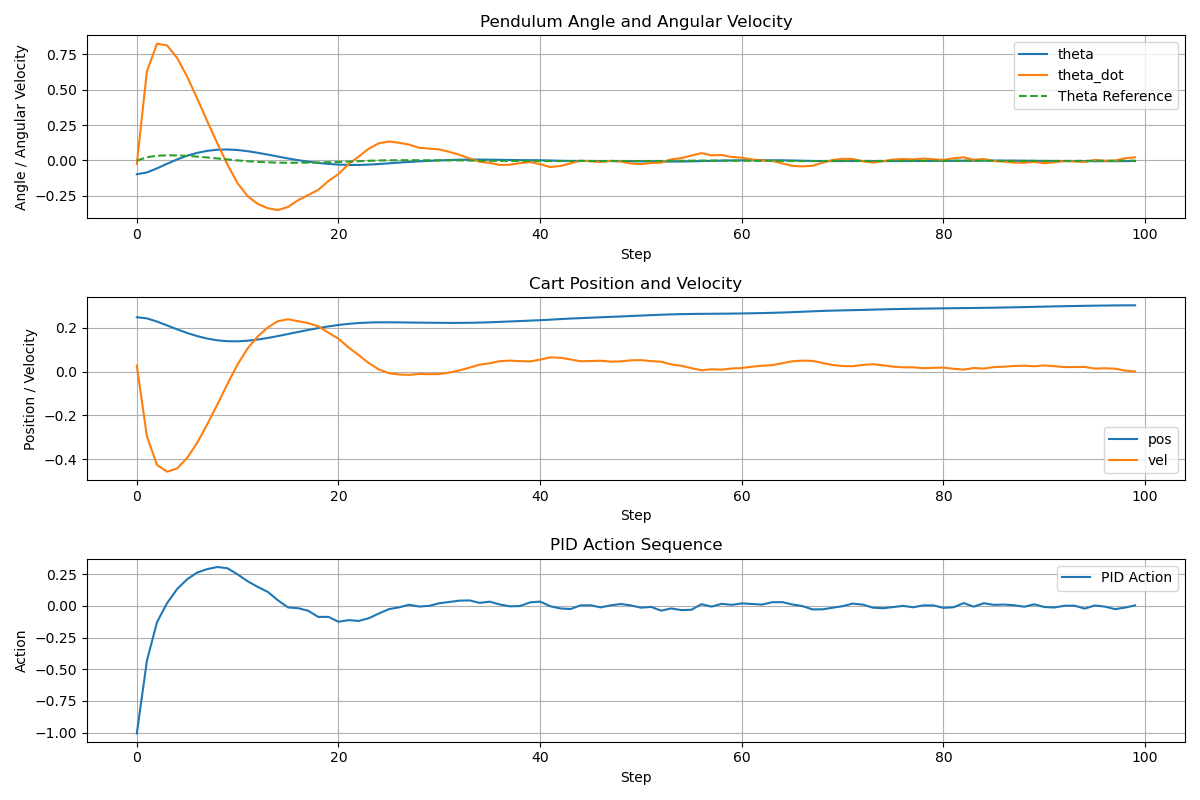 Pendulum Angle and Angular Velocity
Angle / Angular Velocity
0.75
0.50
0.25
0.00
−0.25
theta
theta_dot
Theta Reference
0 20 40 60 80 100
Step
Cart Position and Velocity
Position / Velocity
0.2
0.0
−0.2
−0.4
pos
vel
0 20 40 60 80 100
Step
PID Action Sequence
Action
0.25
0.00
−0.25
−0.50
−0.75
−1.00
PID Action
0 20 40 60 80 100
Step